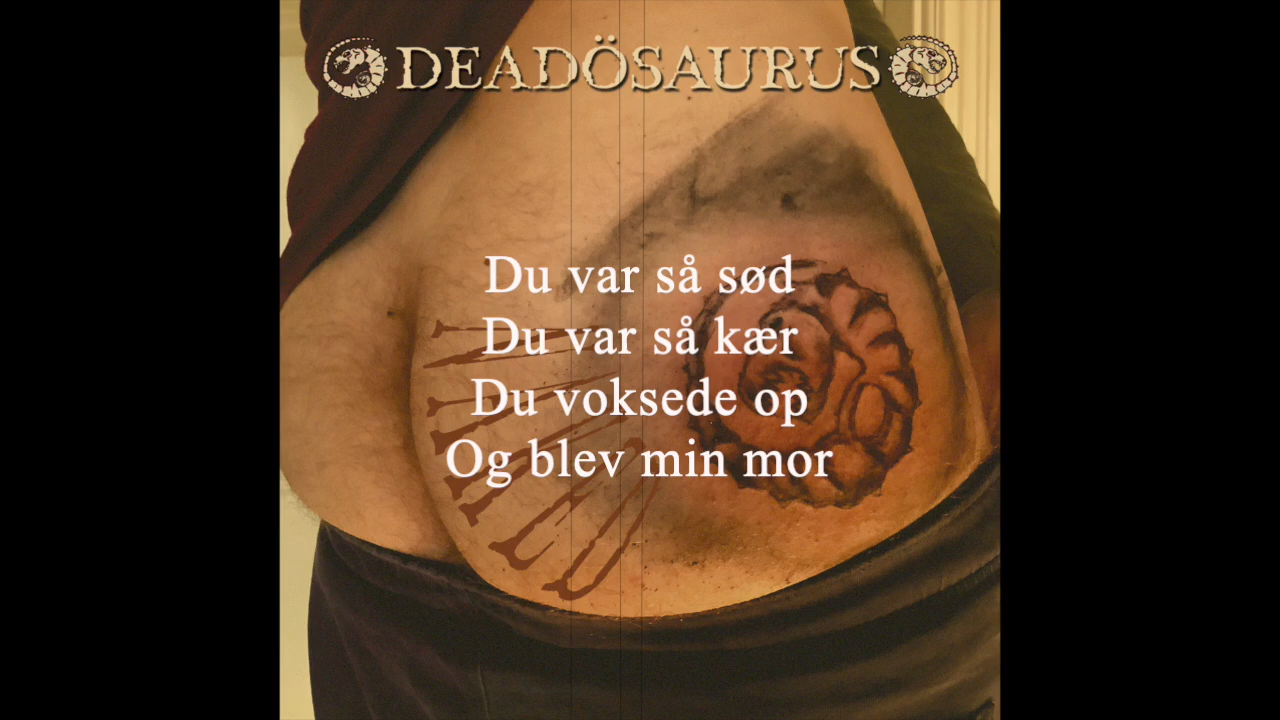 DEADÖSAURUS
Du var så sød
Du var så kær
Du voksede op
Og blev min mor